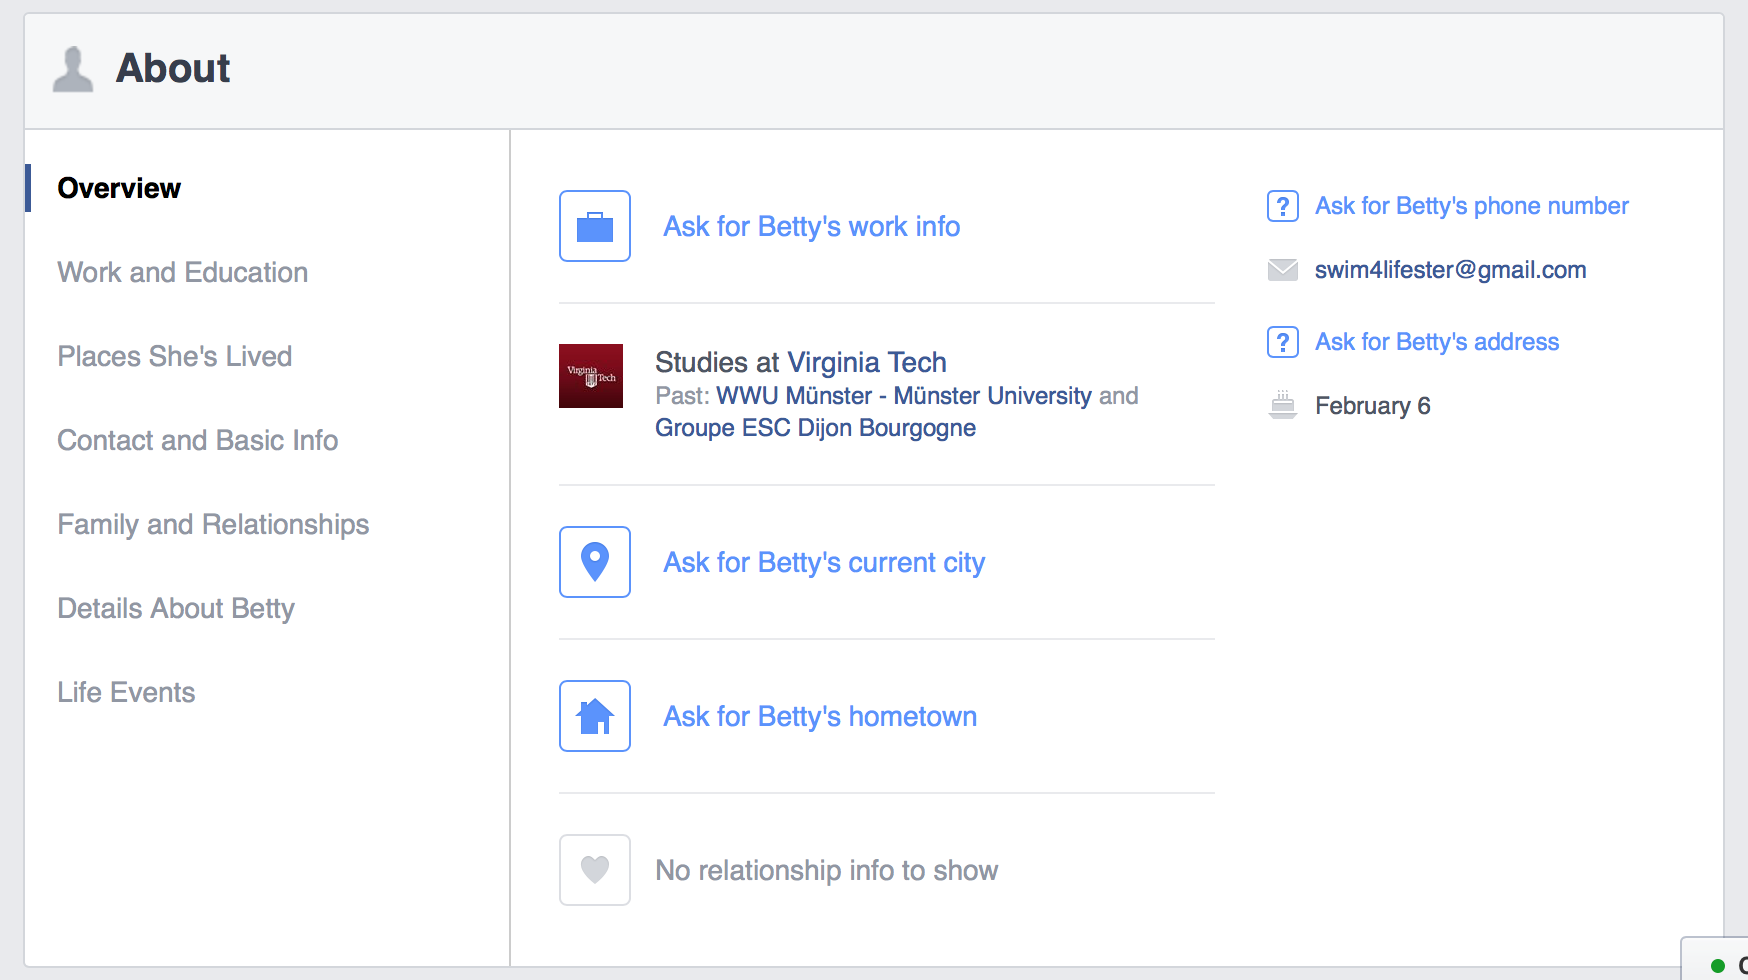 About
Overview
Work and Education
Places She's Lived
Contact and Basic Info
Family and Relationships
Details About Betty
Life Events
Ask for Betty's work info
Virginia Tech
Studies at Virginia Tech
Past: WWU Münster - Münster University and
Groupe ESC Dijon Bourgogne
Ask for Betty's current city
Ask for Betty's hometown
No relationship info to show
Ask for Betty's phone number
swim4lifester@gmail.com
Ask for Betty's address
February 6